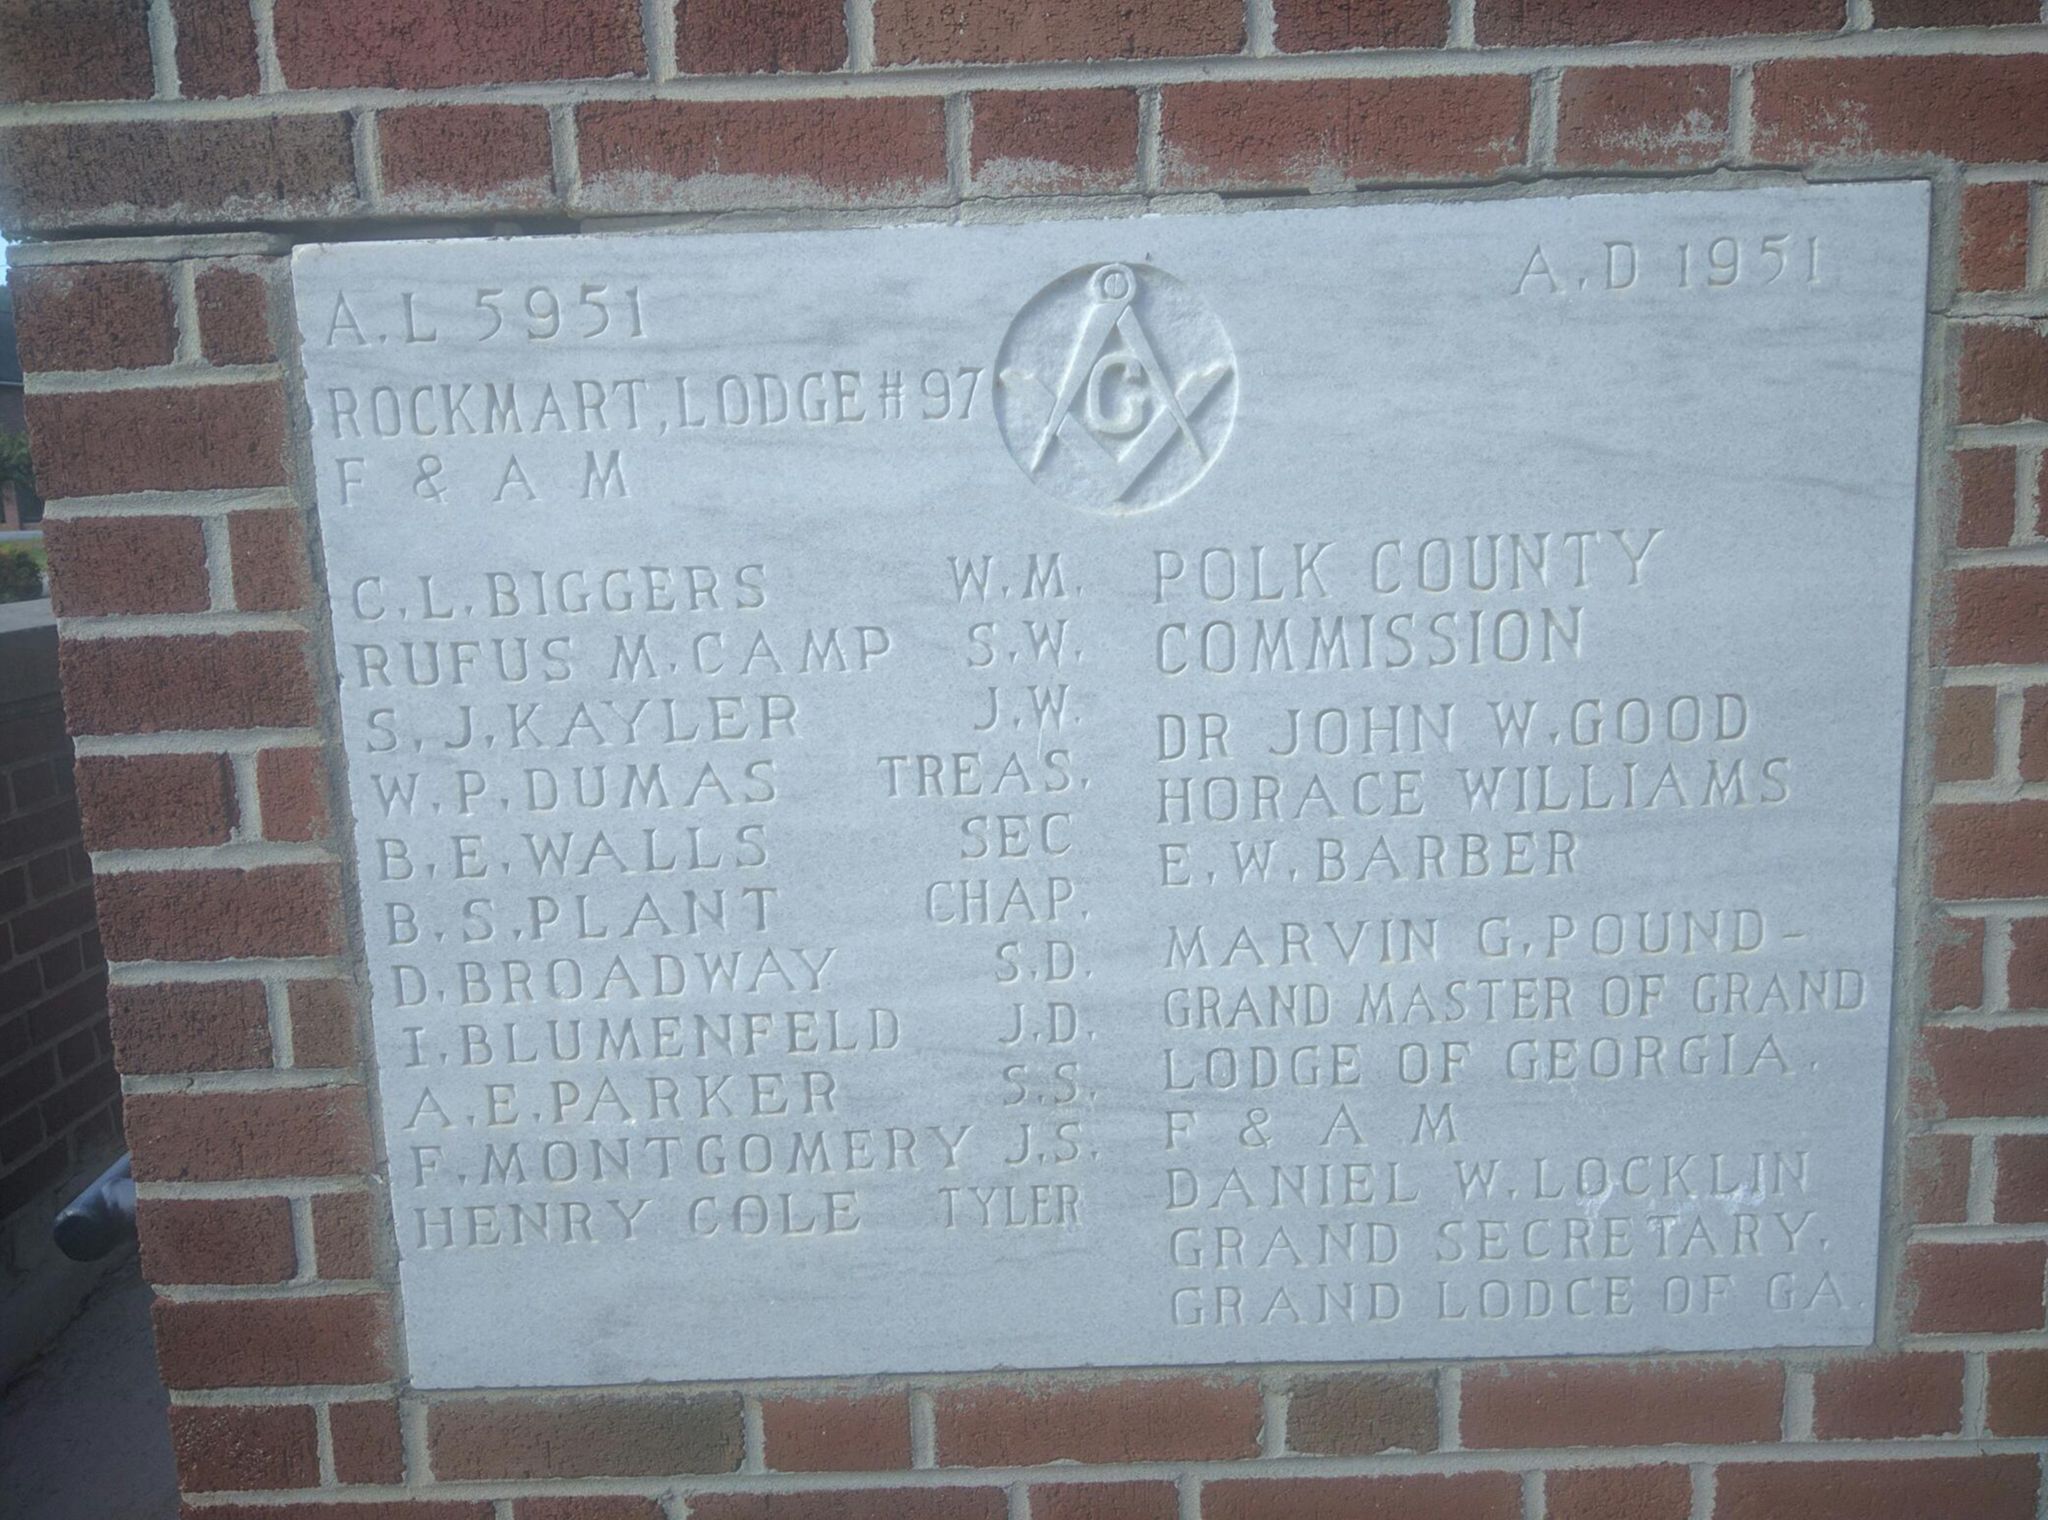 A.L 5951
A.D 1951
G
ROCKMART, LODGE # 97
F & A M
C.L. BIGGERS W.M.
RUFUS M. CAMP S.W.
S. J. KAYLER J.W.
W. P. DUMAS TREAS.
B. E. WALLS SEC
B. S. PLANT CHAP.
D. BROADWAY S.D.
I. BLUMENFELD J.D.
A. E. PARKER S.S.
F. MONTGOMERY J.S.
HENRY COLE TYLER
POLK COUNTY
COMMISSION
DR JOHN W. GOOD
HORACE WILLIAMS
E. W. BARBER
MARVIN G. POUND-
GRAND MASTER OF GRAND
LODGE OF GEORGIA.
F & A M
DANIEL W. LOCKLIN
GRAND SECRETARY.
GRAND LODCE OF GA.